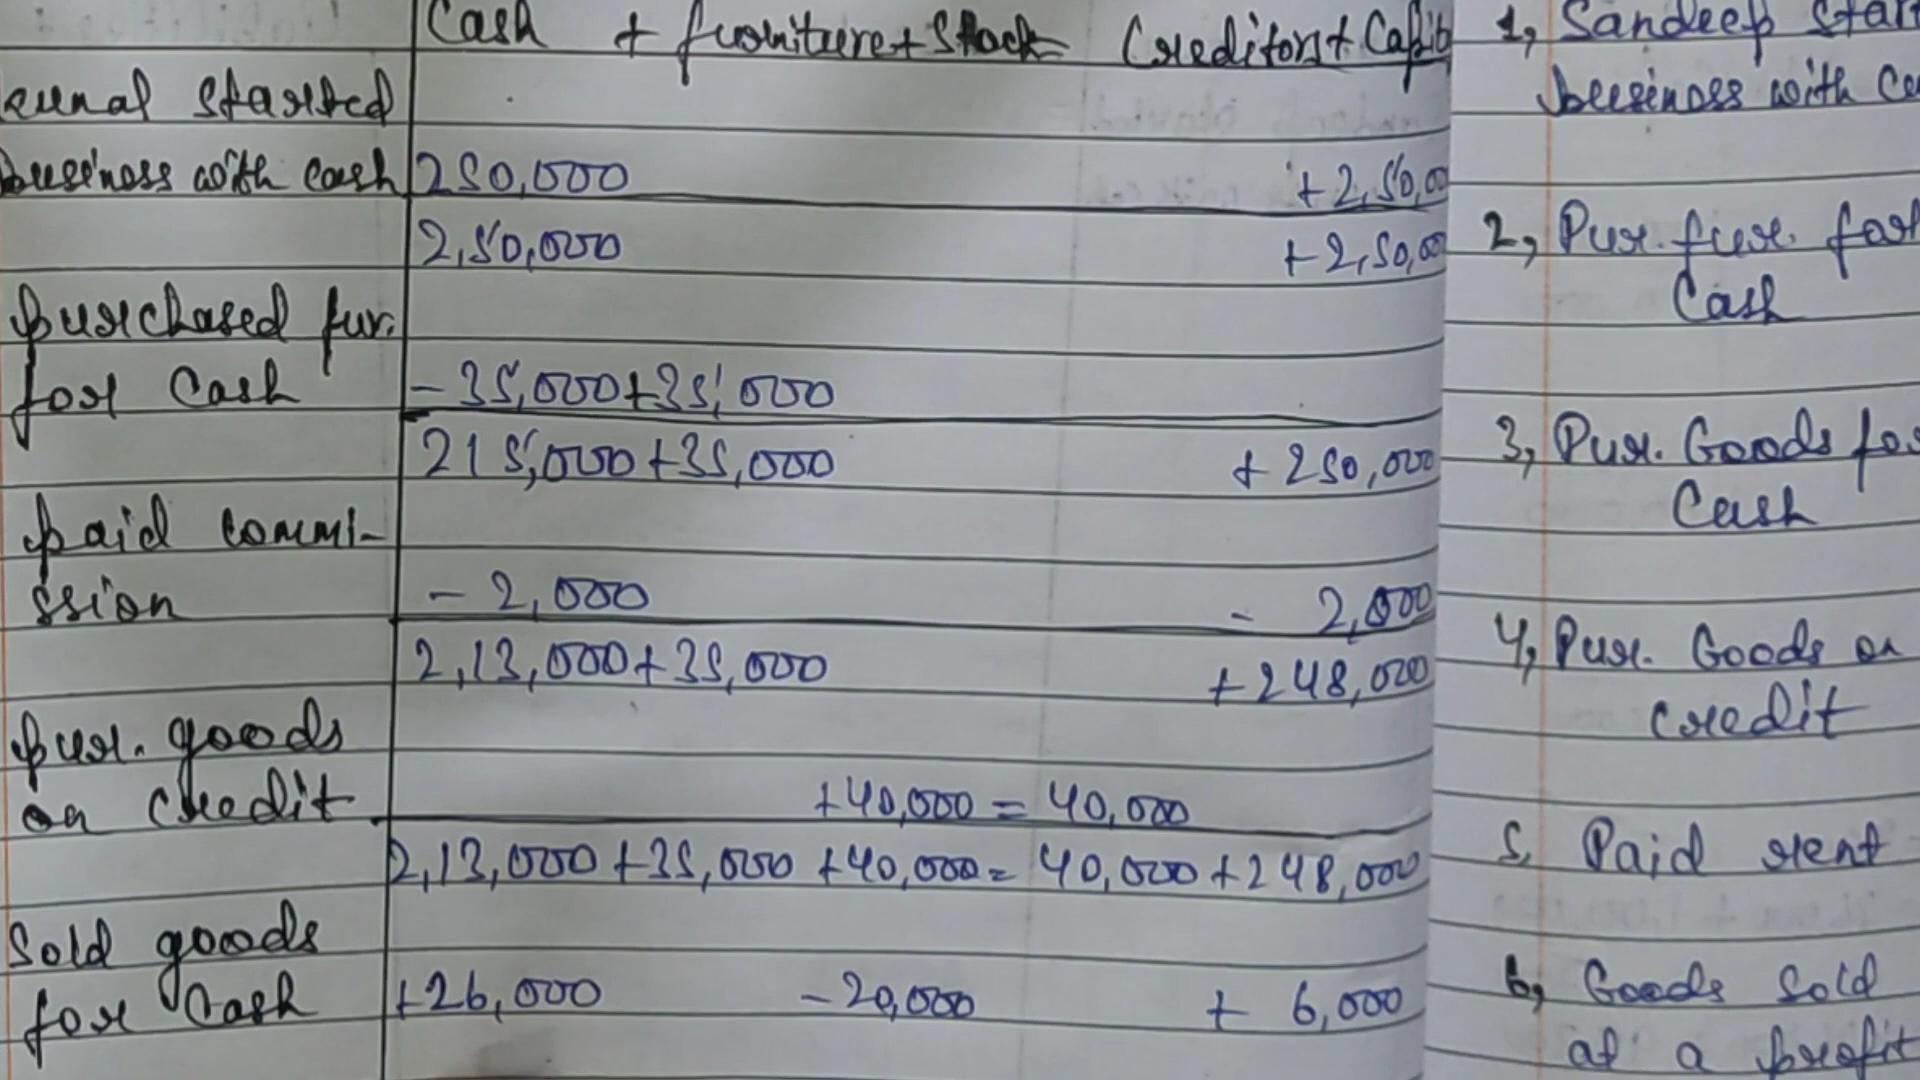 Cash + furniture + Stock Creditors + Capit
kunal started
business with cash 250,000 + 2,50,00
2,50,000 + 2,50,00
purchased fur.
for Cash - 35,000 + 35,000
215,000 + 35,000 + 250,000
paid commi-
ssion - 2,000 - 2,000
2,13,000 + 35,000 + 248,000
pur. goods
on credit +40,000 = 40,000
2,13,000 + 35,000 + 40,000 = 40,000 + 248,000
Sold goods
for Cash +26,000 - 20,000 + 6,000
1, Sandeep start
business with ca
2, Pur. fur. for
Cash
3, Pur. Goods for
Cash
4, Pur. Goods on
credit
5, Paid rent
6, Goods Sold
at a profit